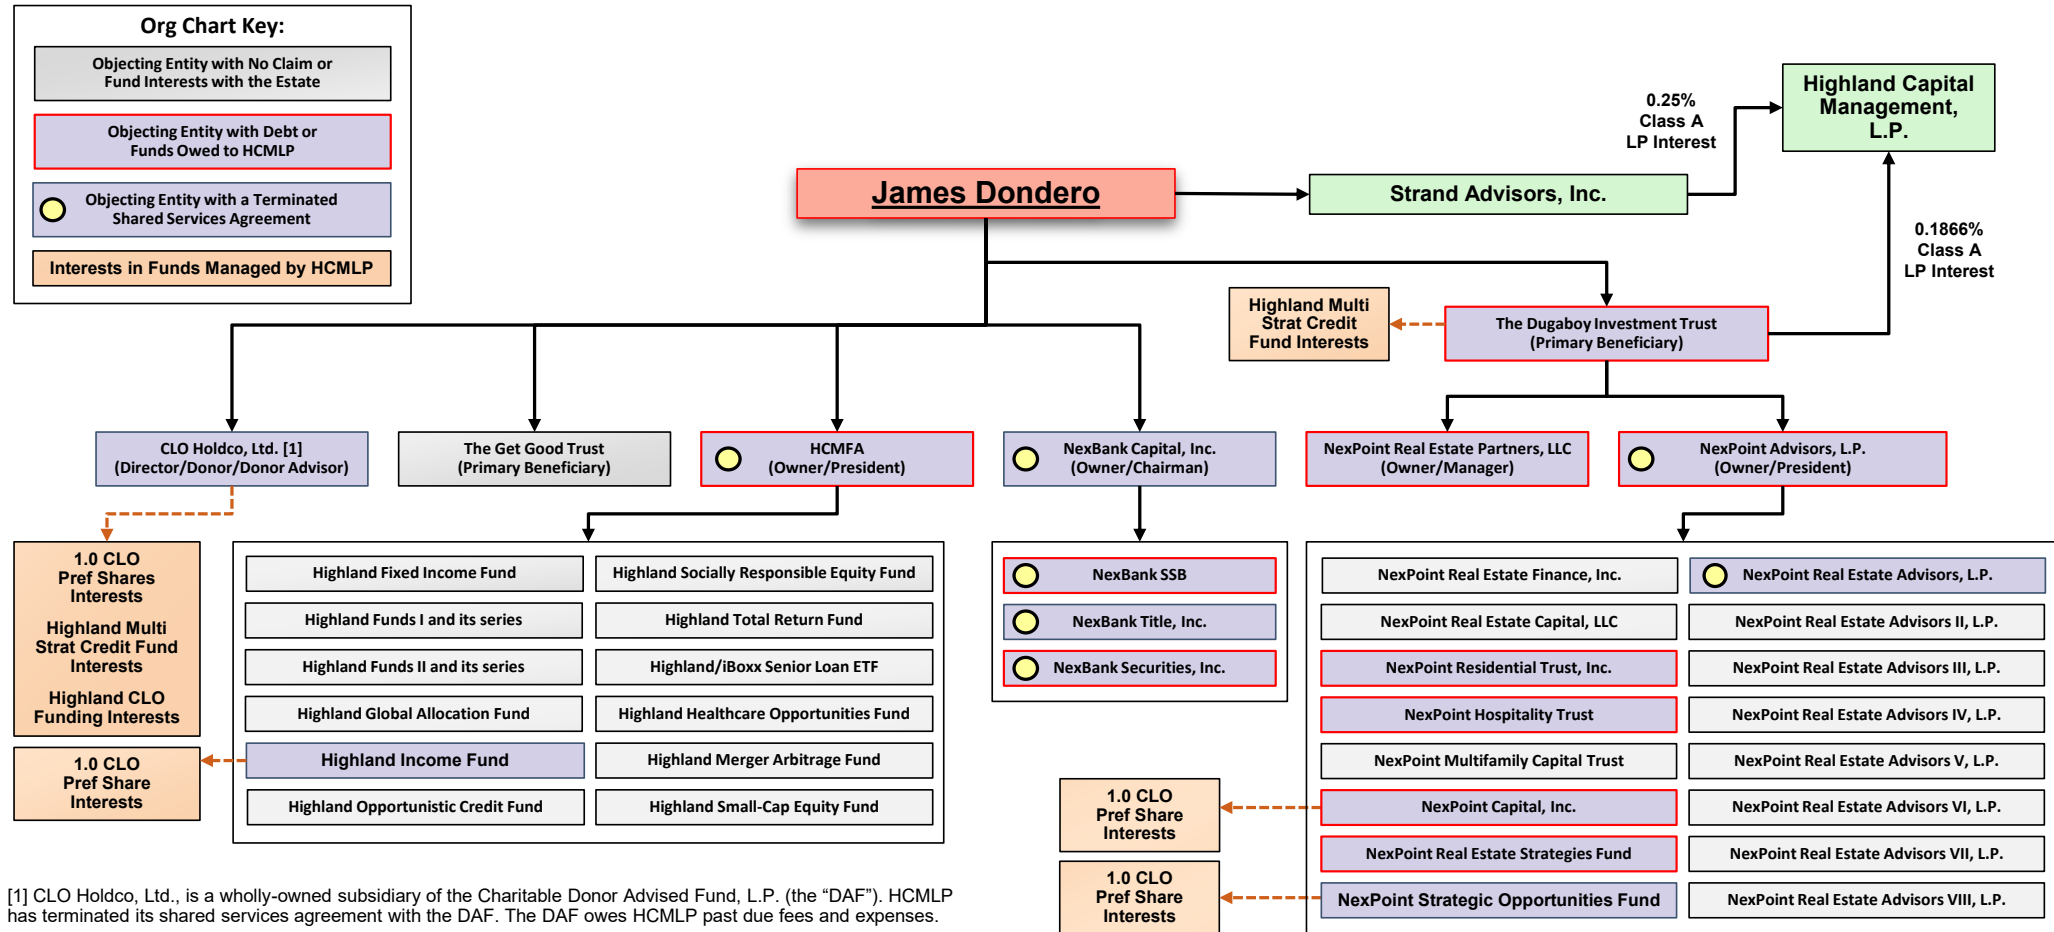 Org Chart Key:
Objecting Entity with No Claim or
Fund Interests with the Estate
Objecting Entity with Debt or
Funds Owed to HCMLP
Objecting Entity with a Terminated
Shared Services Agreement
Interests in Funds Managed by HCMLP
James Dondero
Strand Advisors, Inc.
0.25%
Class A
LP Interest
Highland Capital
Management,
L.P.
0.1866%
Class A
LP Interest
Highland Multi
Strat Credit
Fund Interests
The Dugaboy Investment Trust
(Primary Beneficiary)
CLO Holdco, Ltd. [1]
(Director/Donor/Donor Advisor)
The Get Good Trust
(Primary Beneficiary)
HCMFA
(Owner/President)
NexBank Capital, Inc.
(Owner/Chairman)
NexPoint Real Estate Partners, LLC
(Owner/Manager)
NexPoint Advisors, L.P.
(Owner/President)
1.0 CLO
Pref Shares
Interests
Highland Multi
Strat Credit Fund
Interests
Highland CLO
Funding Interests
1.0 CLO
Pref Share
Interests
Highland Fixed Income Fund
Highland Funds I and its series
Highland Funds II and its series
Highland Global Allocation Fund
Highland Income Fund
Highland Opportunistic Credit Fund
Highland Socially Responsible Equity Fund
Highland Total Return Fund
Highland/iBoxx Senior Loan ETF
Highland Healthcare Opportunities Fund
Highland Merger Arbitrage Fund
Highland Small-Cap Equity Fund
NexBank SSB
NexBank Title, Inc.
NexBank Securities, Inc.
1.0 CLO
Pref Share
Interests
1.0 CLO
Pref Share
Interests
NexPoint Real Estate Finance, Inc.
NexPoint Real Estate Capital, LLC
NexPoint Residential Trust, Inc.
NexPoint Hospitality Trust
NexPoint Multifamily Capital Trust
NexPoint Capital, Inc.
NexPoint Real Estate Strategies Fund
NexPoint Strategic Opportunities Fund
NexPoint Real Estate Advisors, L.P.
NexPoint Real Estate Advisors II, L.P.
NexPoint Real Estate Advisors III, L.P.
NexPoint Real Estate Advisors IV, L.P.
NexPoint Real Estate Advisors V, L.P.
NexPoint Real Estate Advisors VI, L.P.
NexPoint Real Estate Advisors VII, L.P.
NexPoint Real Estate Advisors VIII, L.P.
[1] CLO Holdco, Ltd., is a wholly-owned subsidiary of the Charitable Donor Advised Fund, L.P. (the “DAF”). HCMLP
has terminated its shared services agreement with the DAF. The DAF owes HCMLP past due fees and expenses.